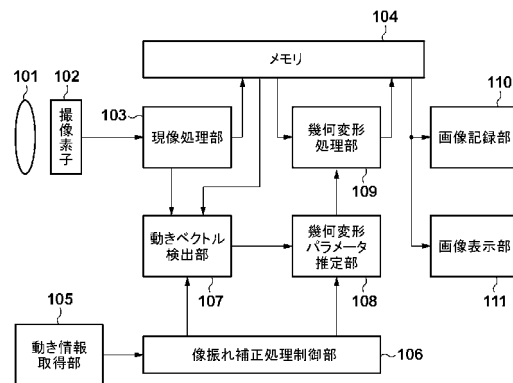 104
メモリ
101
102
撮像素子
103
現像処理部
幾何変形
処理部
109
110
画像記録部
動きベクトル
検出部
107
幾何変形
パラメータ
推定部
108
画像表示部
111
105
動き情報
取得部
像振れ補正処理制御部
106